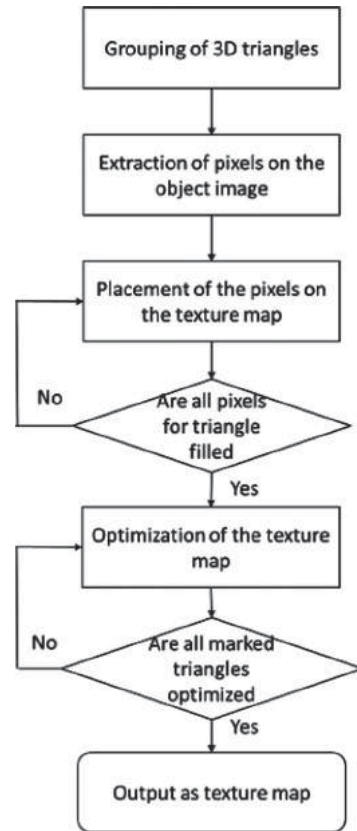 Grouping of 3D triangles
Extraction of pixels on the
object image
Placement of the pixels on
the texture map
No
Are all pixels
for triangle
filled
Yes
Optimization of the texture
map
No
Are all marked
triangles
optimized
Yes
Output as texture map